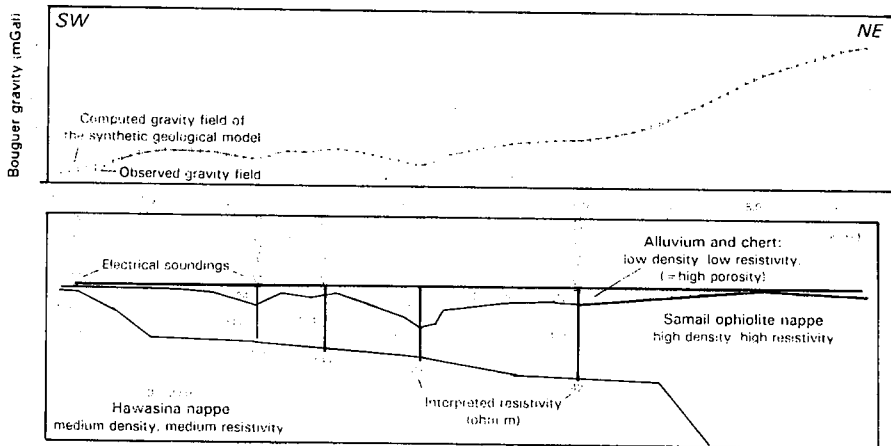 SW
NE
Bouguer gravity (mGal)
Computed gravity field of
the synthetic geological model
Observed gravity field
Electrical soundings
Alluvium and chert:
low density low resistivity,
(=high porosity)
Samail ophiolite nappe
high density high resistivity
Hawasina nappe
medium density, medium resistivity
Interpreted resistivity
(ohm m)